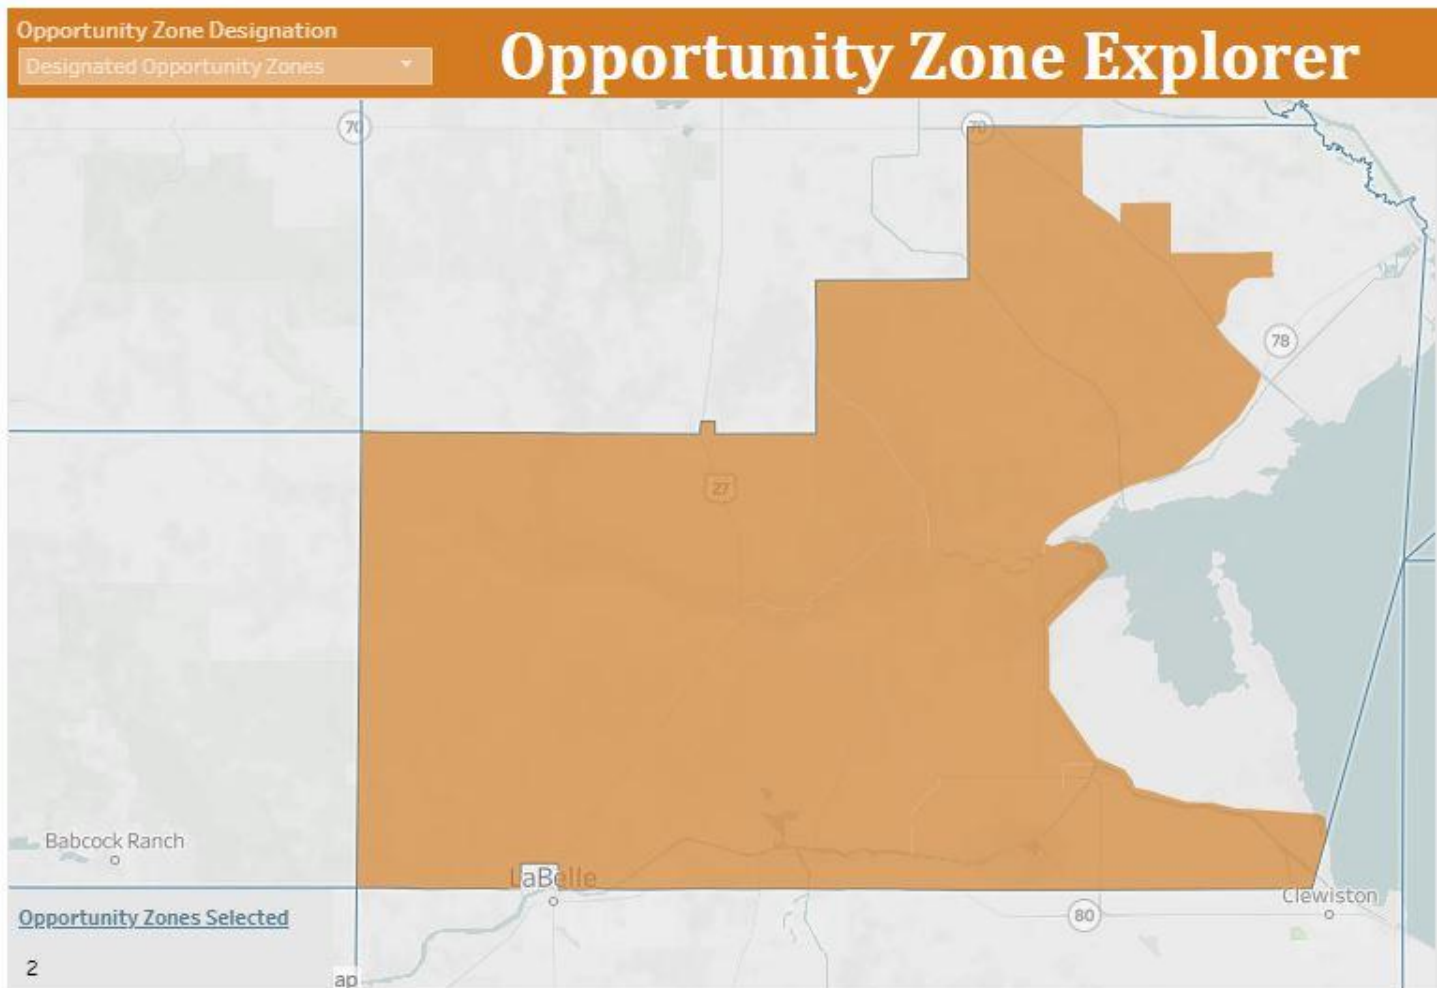 Opportunity Zone Designation
Designated Opportunity Zones
Opportunity Zone Explorer
70
70
78
27
Babcock Ranch
LaBelle
Clewiston
80
Opportunity Zones Selected
2
ap